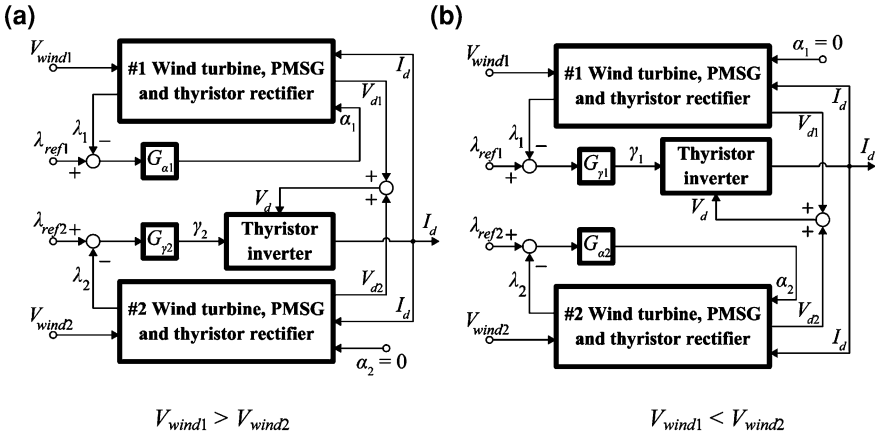 (a)
V_wind1
#1 Wind turbine, PMSG
and thyristor rectifier
I_d
V_d1
α_1
λ_1
−
λ_ref1
+
G_α1
+
+
V_d
λ_ref2
+
G_γ2
γ_2
Thyristor
inverter
I_d
−
λ_2
V_d2
#2 Wind turbine, PMSG
and thyristor rectifier
I_d
V_wind2
α_2 = 0
V_wind1 > V_wind2
(b)
V_wind1
#1 Wind turbine, PMSG
and thyristor rectifier
α_1 = 0
I_d
V_d1
λ_1
−
λ_ref1
+
G_γ1
γ_1
Thyristor
inverter
I_d
V_d
+
+
λ_ref2
+
G_α2
−
λ_2
α_2
#2 Wind turbine, PMSG
and thyristor rectifier
V_d2
V_wind2
I_d
V_wind1 < V_wind2